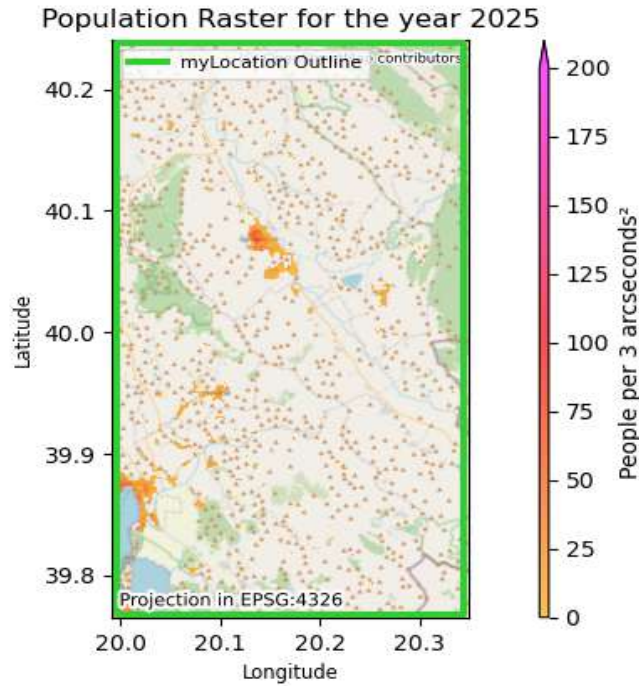 Population Raster for the year 2025
myLocation Outline
contributors
40.2
40.1
40.0
39.9
39.8
Latitude
Projection in EPSG:4326
20.0 20.1 20.2 20.3
Longitude
200
175
150
125
100
75
50
25
0
People per 3 arcseconds²